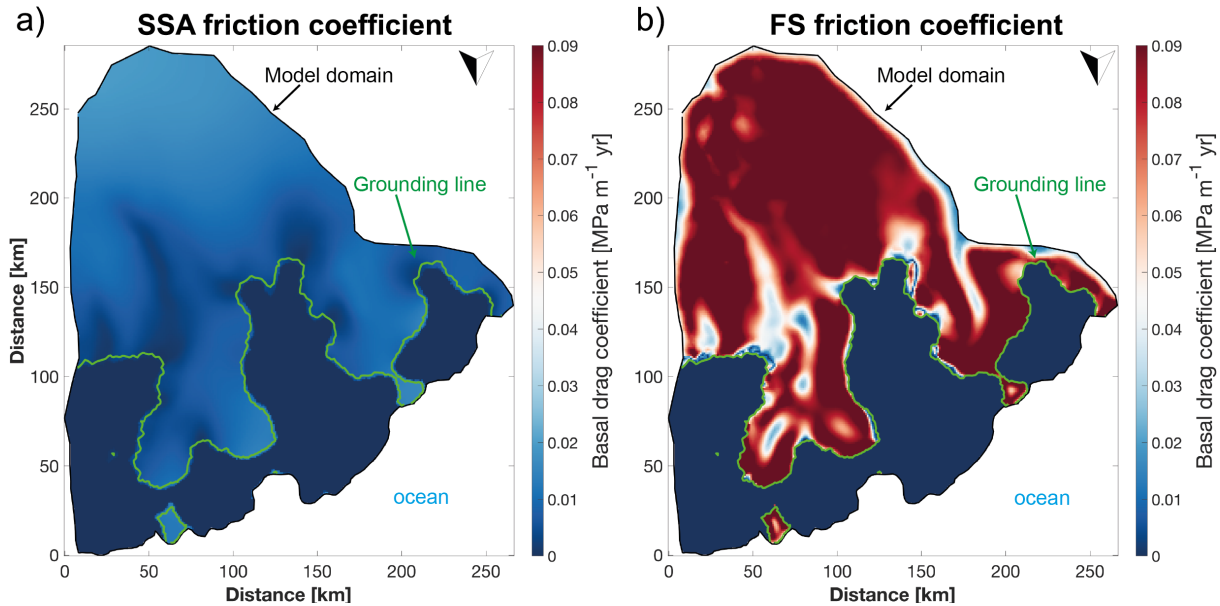 a)
SSA friction coefficient
Model domain
Grounding line
ocean
Distance [km]
0
50
100
150
200
250
Distance [km]
0
50
100
150
200
250
0.09
0.08
0.07
0.06
0.05
0.04
0.03
0.02
0.01
0
Basal drag coefficient [MPa m⁻¹ yr]
b)
FS friction coefficient
Model domain
Grounding line
ocean
0
50
100
150
200
250
Distance [km]
0
50
100
150
200
250
0.09
0.08
0.07
0.06
0.05
0.04
0.03
0.02
0.01
0
Basal drag coefficient [MPa m⁻¹ yr]